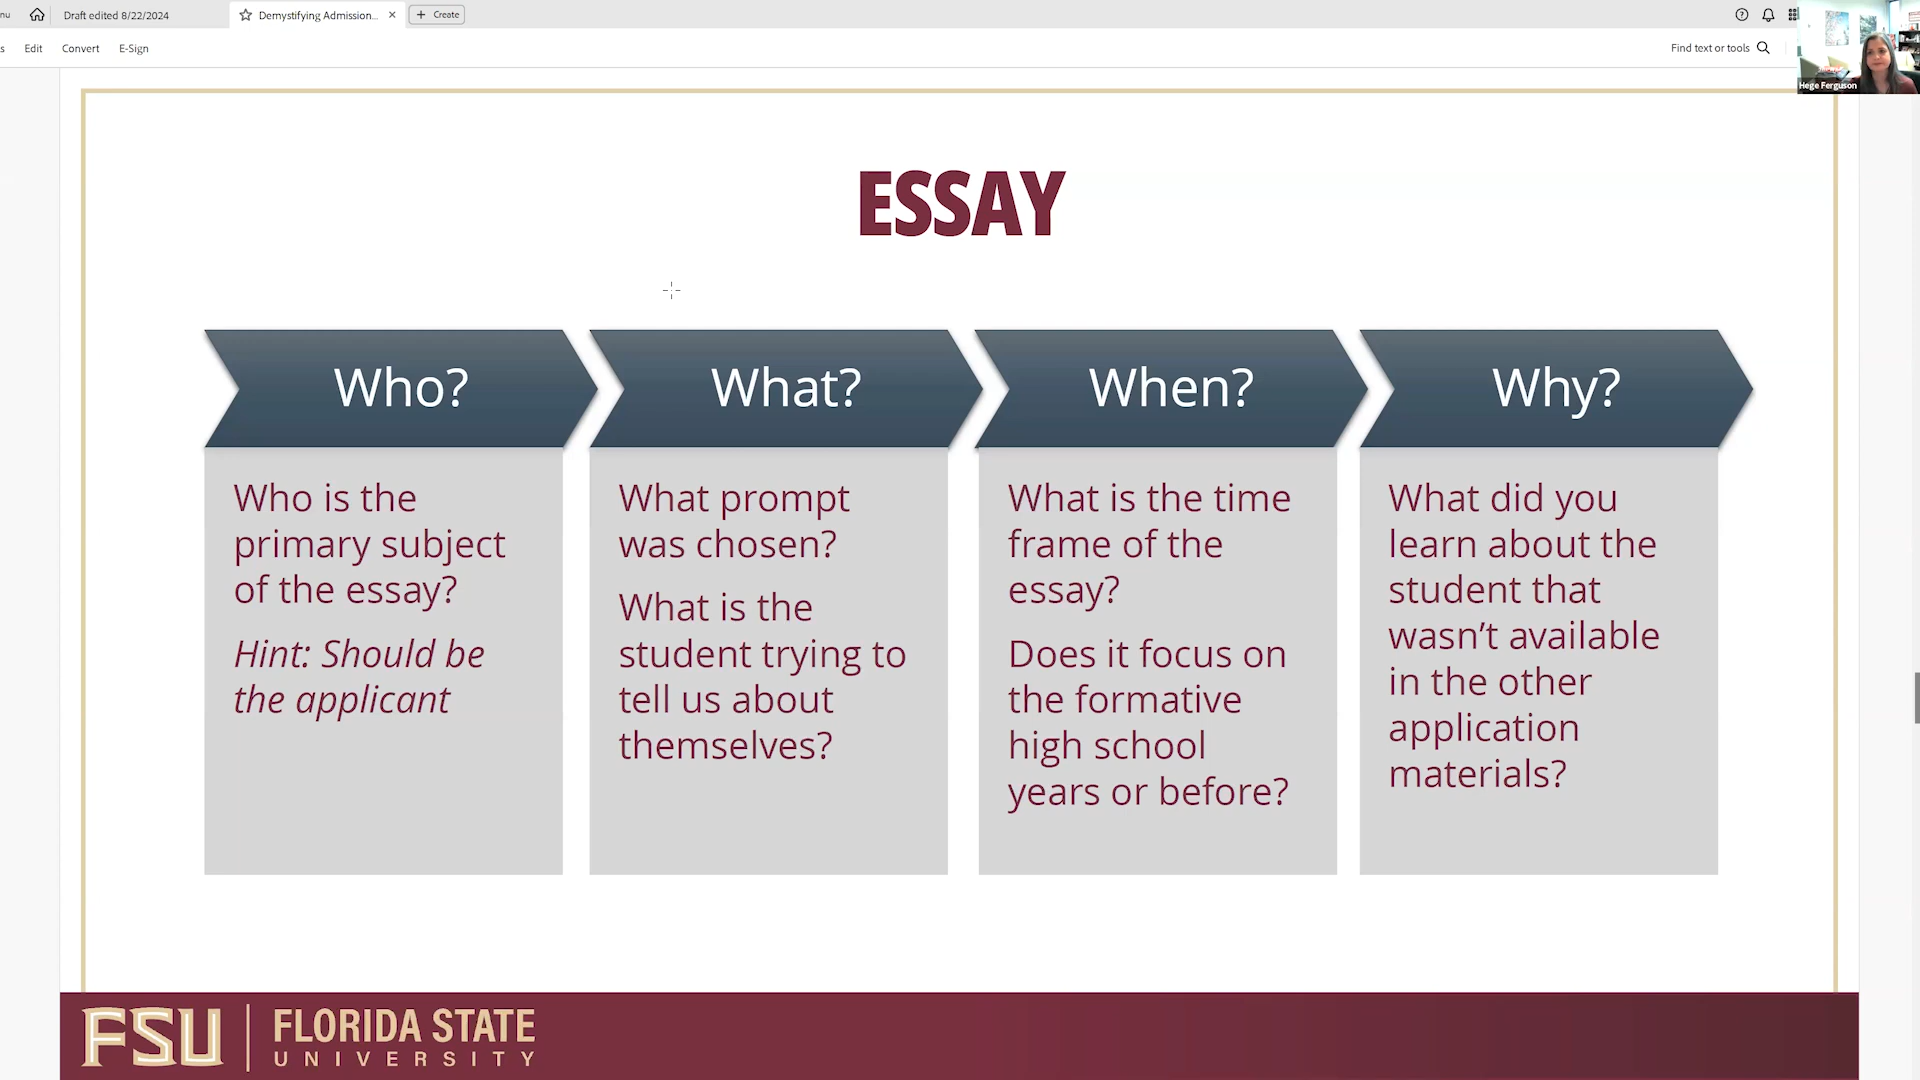 nu
Draft edited 8/22/2024
Demystifying Admission...
Create
s
Edit
Convert
E-Sign
Find text or tools
Hege Ferguson
ESSAY
Who?
What?
When?
Why?
Who is the
primary subject
of the essay?
Hint: Should be
the applicant
What prompt
was chosen?
What is the
student trying to
tell us about
themselves?
What is the time
frame of the
essay?
Does it focus on
the formative
high school
years or before?
What did you
learn about the
student that
wasn't available
in the other
application
materials?
FSU
FLORIDA STATE
UNIVERSITY